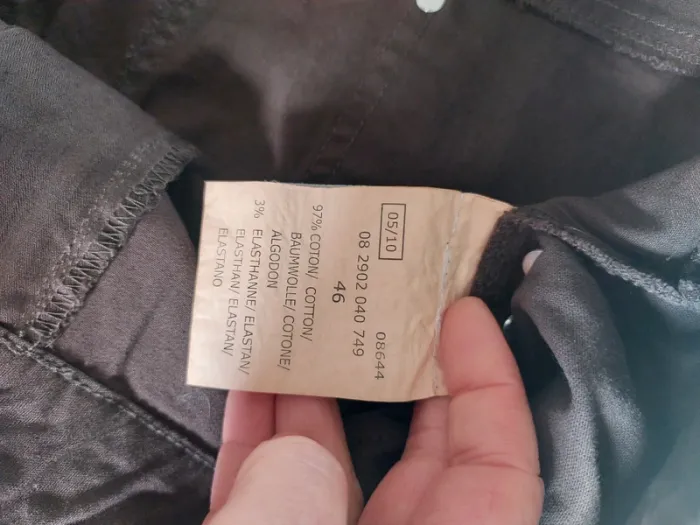 05/10 08644
08 2902 040 749
46
97% COTON/ COTTON/
BAUMWOLLE/ COTONE/
ALGODON
3% ELASTHANNE/ ELASTAN/
ELASTHAN/ ELASTAN/
ELASTANO